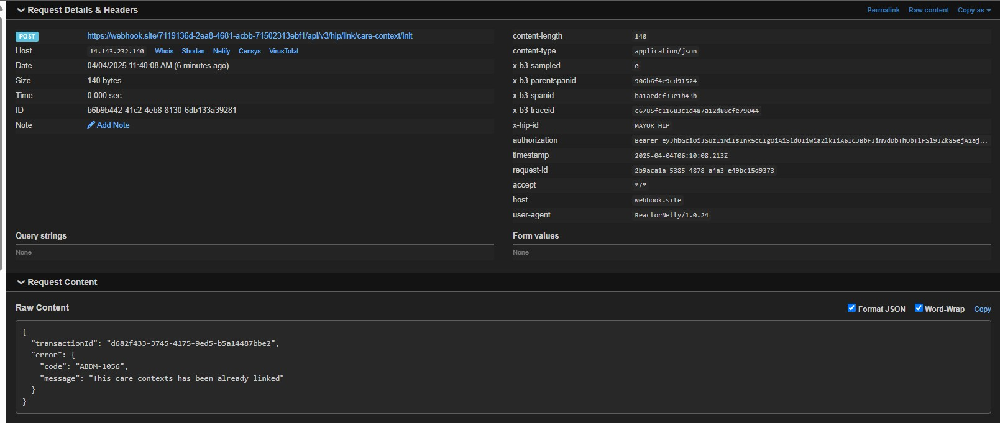 Request Details & Headers
Permalink Raw content Copy as
POST https://webhook.site/7119136d-2ea8-4681-acbb-71502313ebf1/api/v3/hip/link/care-context/init
Host 14.143.232.140 Whois Shodan Netify Censys VirusTotal
Date 04/04/2025 11:40:08 AM (6 minutes ago)
Size 140 bytes
Time 0.000 sec
ID b6b9b442-41c2-4eb8-8130-6db133a39281
Note Add Note
content-length 140
content-type application/json
x-b3-sampled 0
x-b3-parentspanid 906b6f4e9cd91524
x-b3-spanid ba1aedcf33e1b43b
x-b3-traceid c6785fc11683c1d487a12d88cfe79044
x-hip-id MAYUR_HIP
authorization Bearer eyJhbGciOiJSUzI1NiIsInR5cCIgOiAiSldUIiwia2lkIiA6ICJBbFJiNVdDbThUbTlFSl9JZk85ejA2aj...
timestamp 2025-04-04T06:10:08.213Z
request-id 2b9aca1a-5385-4878-a4a3-e49bc15d9373
accept */*
host webhook.site
user-agent ReactorNetty/1.0.24
Query strings
None
Form values
None
Request Content
Raw Content
Format JSON Word-Wrap Copy
{
"transactionId": "d682f433-3745-4175-9ed5-b5a14487bbe2",
"error": {
"code": "ABDM-1056",
"message": "This care contexts has been already linked"
}
}